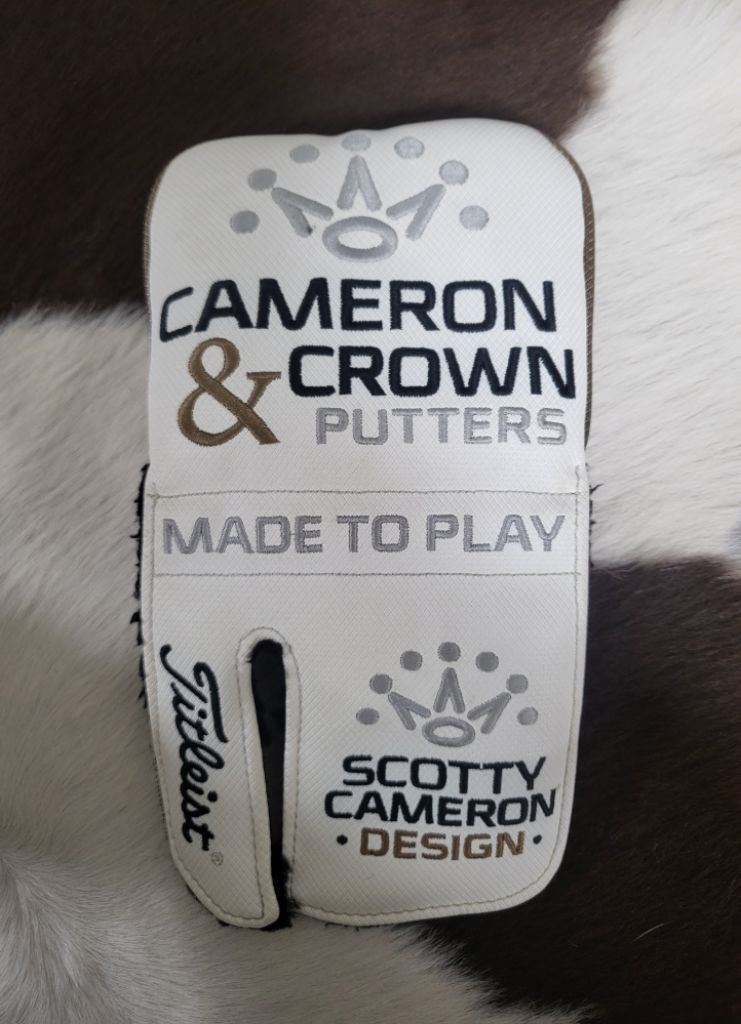 CAMERON
& CROWN
PUTTERS
MADE TO PLAY
Titleist®
SCOTTY
CAMERON
• DESIGN •